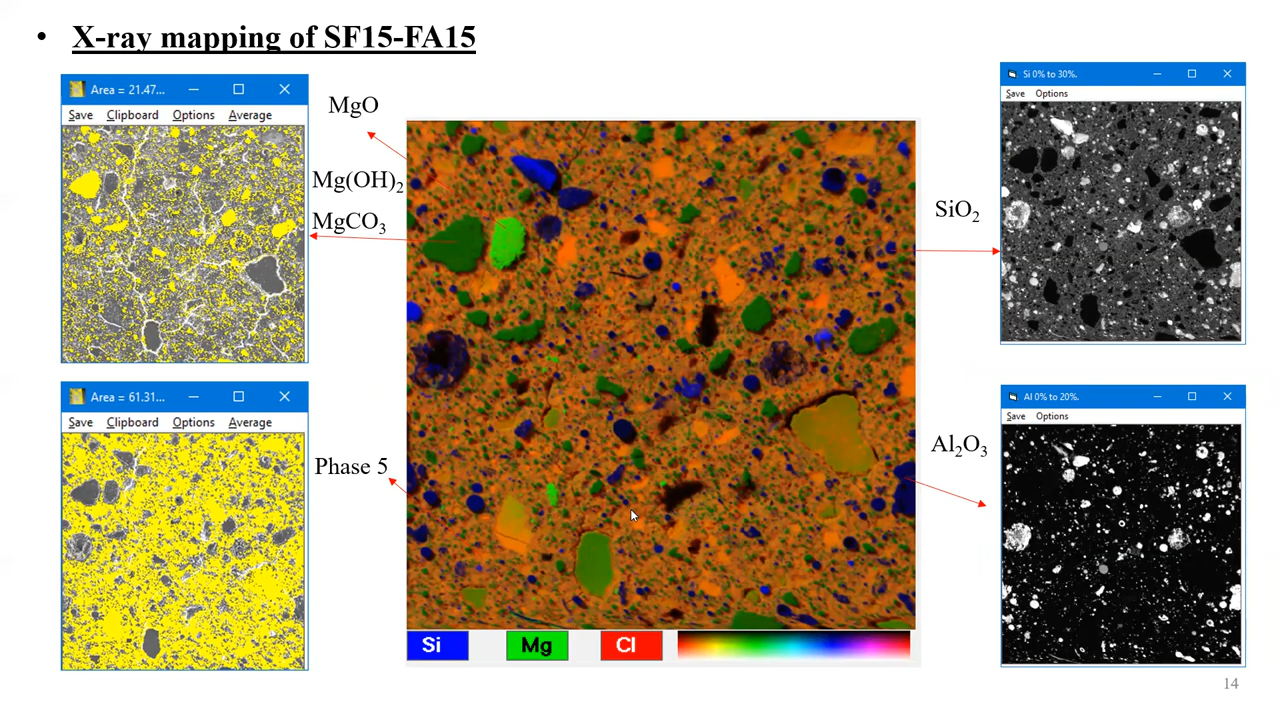 • X-ray mapping of SF15-FA15
Area = 21.47...
Save Clipboard Options Average
MgO
Mg(OH)₂
MgCO₃
Area = 61.31...
Save Clipboard Options Average
Phase 5
Si Mg Cl
Si 0% to 30%.
Save Options
SiO₂
Al 0% to 20%.
Save Options
Al₂O₃
14